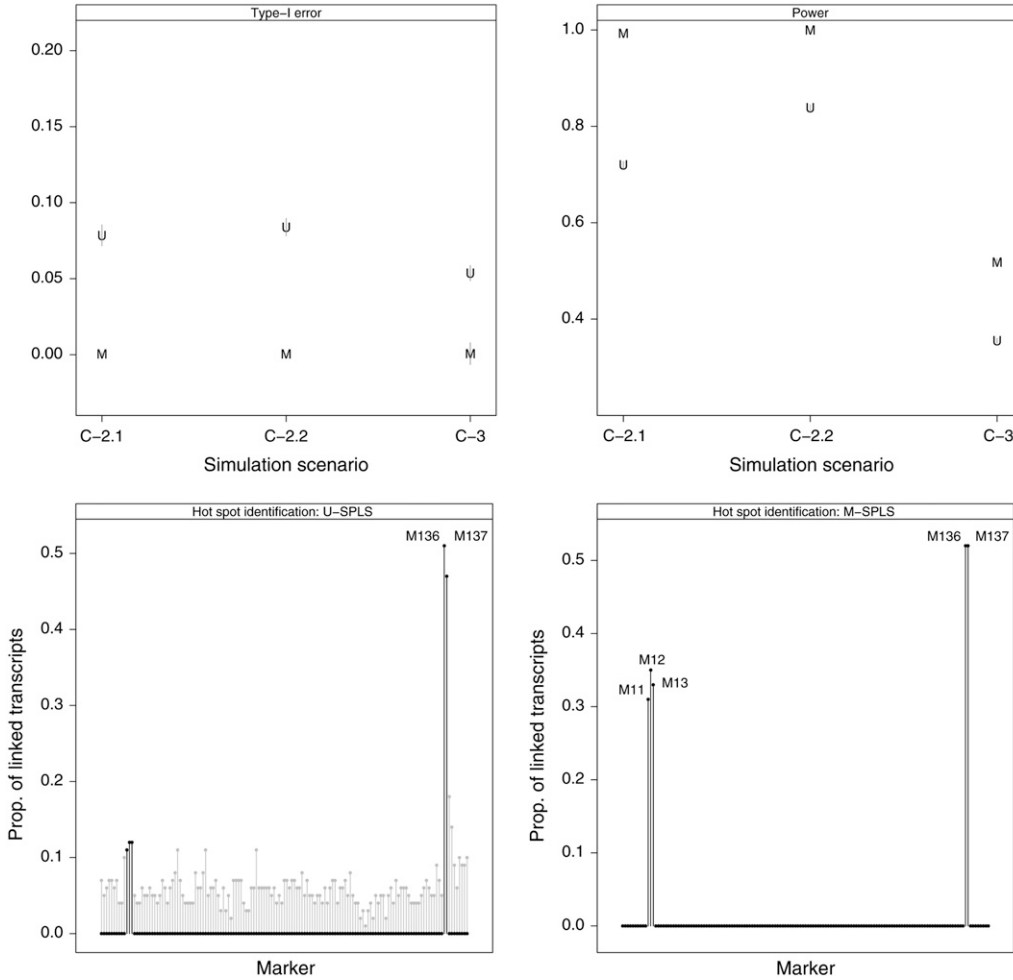 Type−I error
0.20
0.15
0.10
0.05
0.00
U
U
U
M
M
M
C−2.1
C−2.2
C−3
Simulation scenario
Power
1.0
0.8
0.6
0.4
M
M
U
U
M
U
C−2.1
C−2.2
C−3
Simulation scenario
Hot spot identification: U−SPLS
Prop. of linked transcripts
0.5
0.4
0.3
0.2
0.1
0.0
M136 M137
Marker
Hot spot identification: M−SPLS
Prop. of linked transcripts
0.5
0.4
0.3
0.2
0.1
0.0
M136 M137
M12
M11 M13
Marker